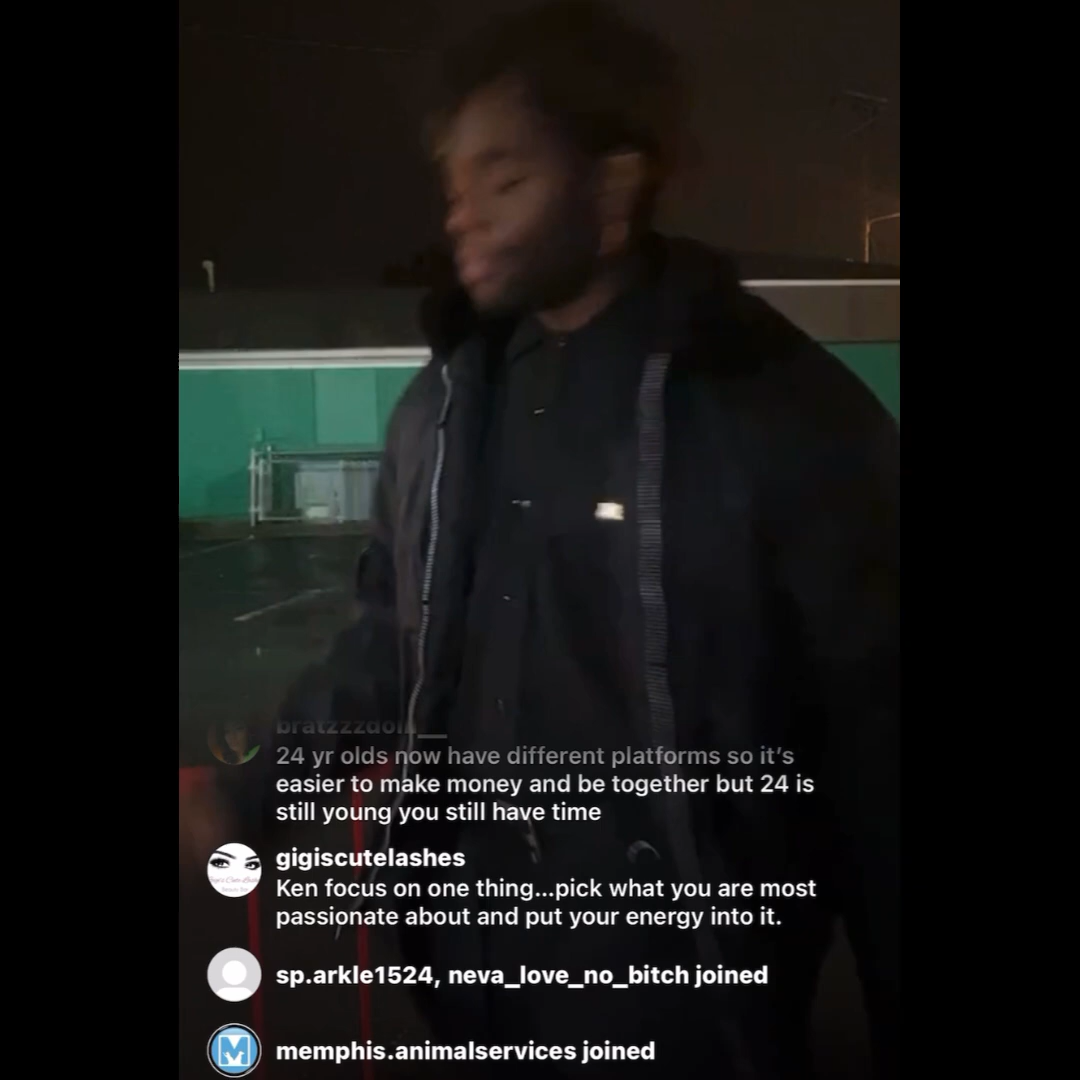 bratzzzdoll__
24 yr olds now have different platforms so it’s
easier to make money and be together but 24 is
still young you still have time
gigiscutelashes
Ken focus on one thing...pick what you are most
passionate about and put your energy into it.
sp.arkle1524, neva_love_no_bitch joined
memphis.animalservices joined